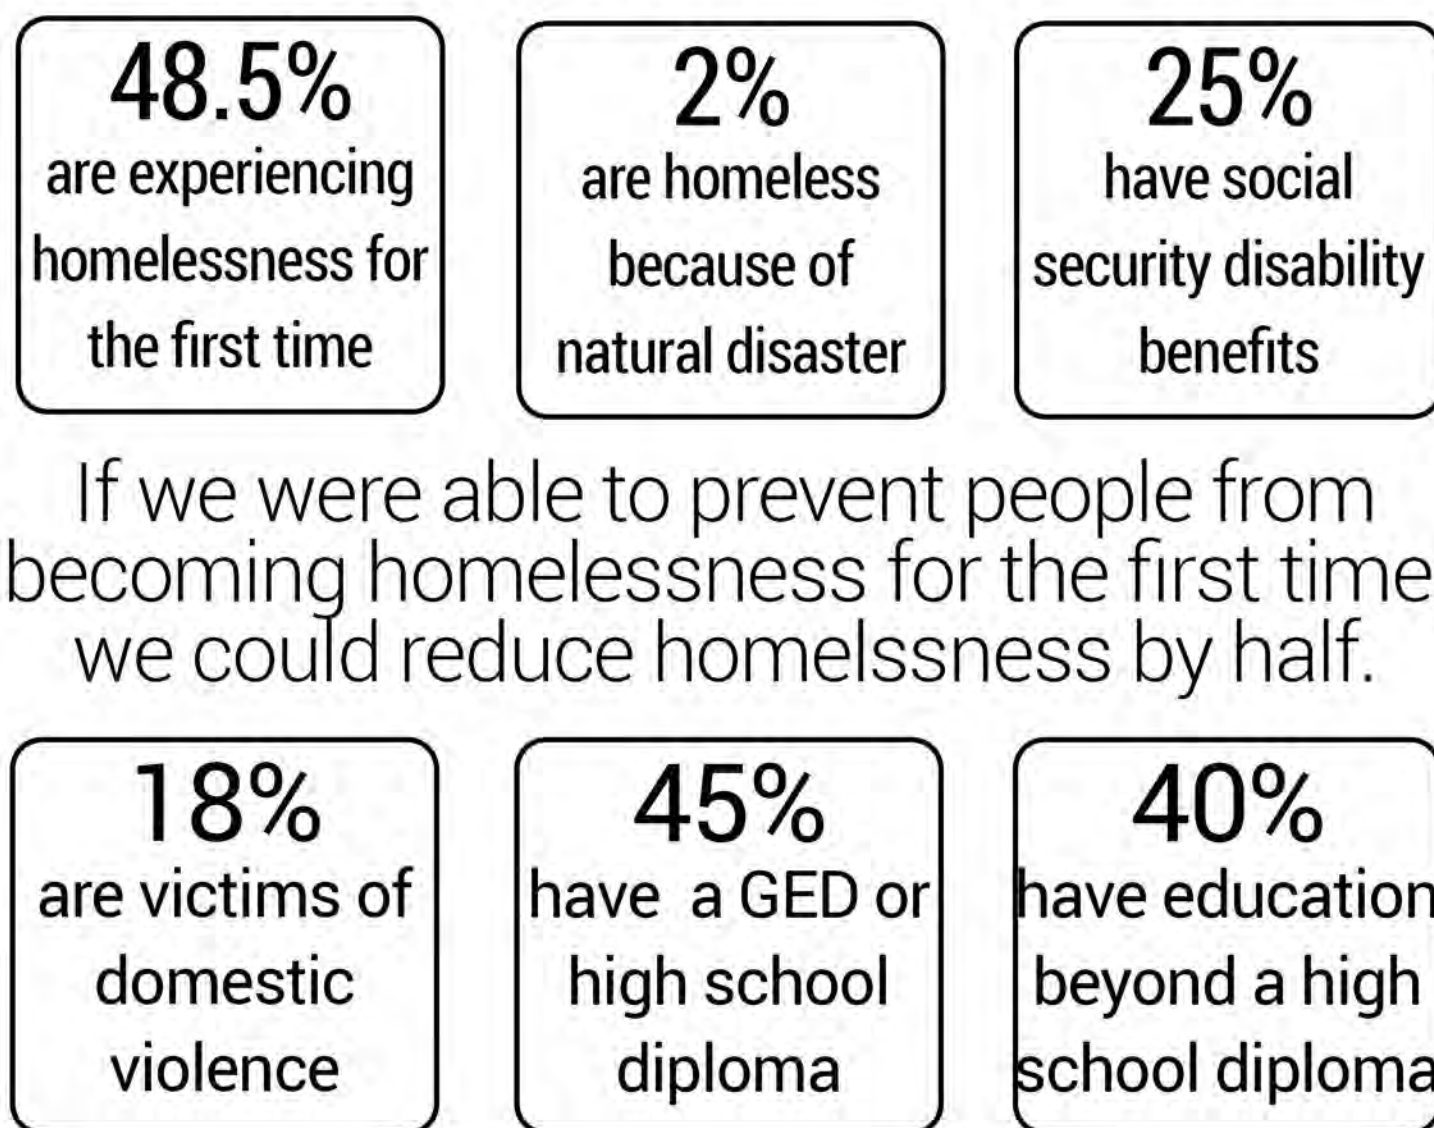 48.5%
are experiencing
homelessness for
the first time
2%
are homeless
because of
natural disaster
25%
have social
security disability
benefits
If we were able to prevent people from
becoming homelessness for the first time
we could reduce homelssness by half.
18%
are victims of
domestic
violence
45%
have  a GED or
high school
diploma
40%
have education
beyond a high
school diploma